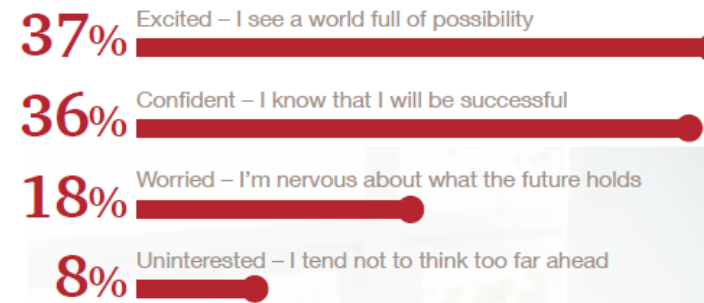 37% Excited – I see a world full of possibility
36% Confident – I know that I will be successful
18% Worried – I'm nervous about what the future holds
8% Uninterested – I tend not to think too far ahead